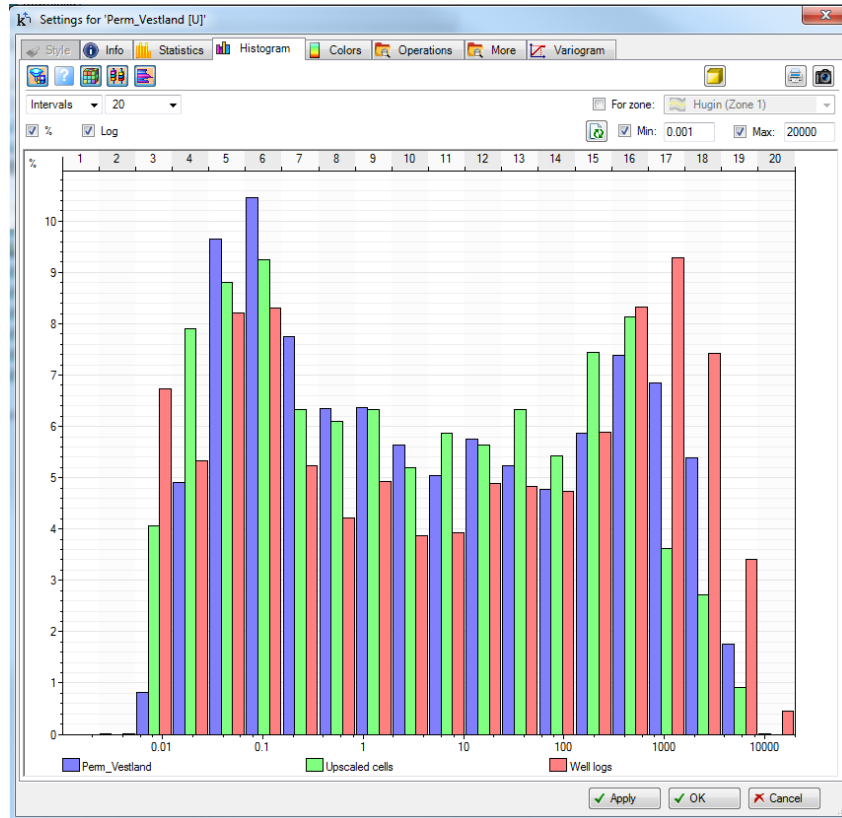 Settings for 'Perm_Vestland [U]'
Style Info Statistics Histogram Colors Operations More Variogram
Intervals 20 For zone: Hugin (Zone 1)
% Log Min: 0.001 Max: 20000
% 1 2 3 4 5 6 7 8 9 10 11 12 13 14 15 16 17 18 19 20
10
9
8
7
6
5
4
3
2
1
0
0.01 0.1 1 10 100 1000 10000
Perm_Vestland Upscaled cells Well logs
Apply OK Cancel